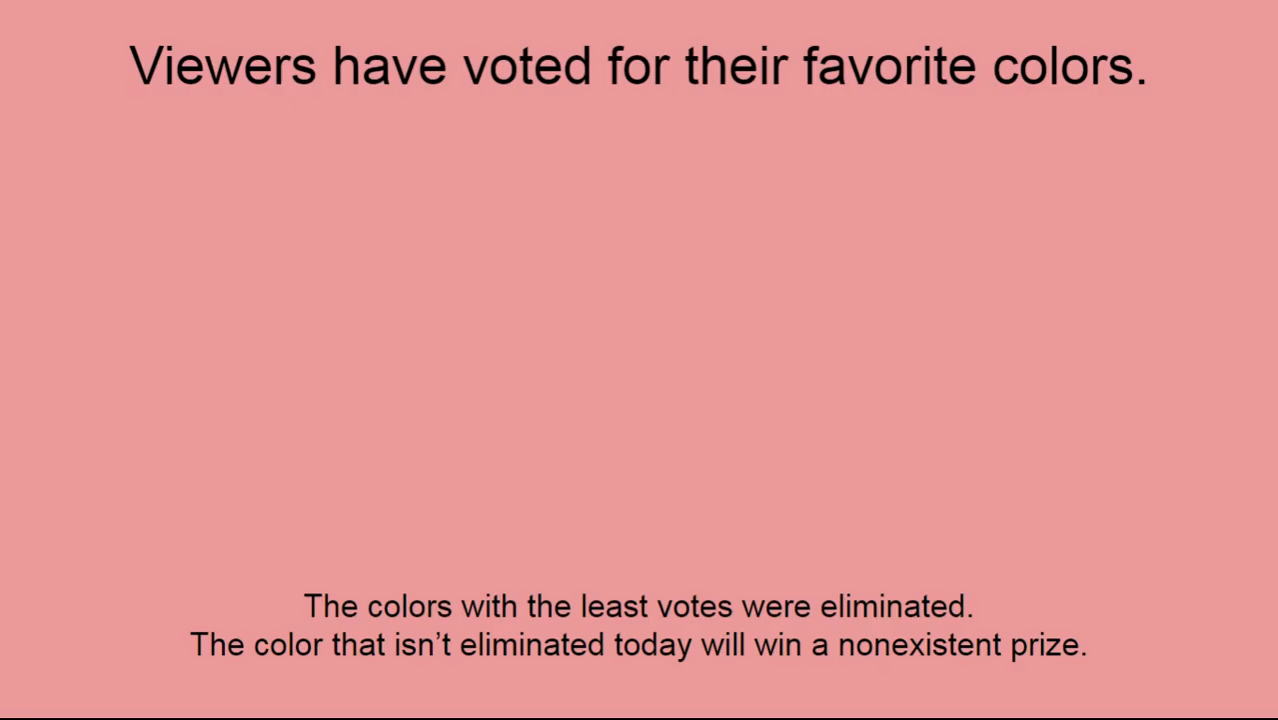 Viewers have voted for their favorite colors.
The colors with the least votes were eliminated.
The color that isn’t eliminated today will win a nonexistent prize.